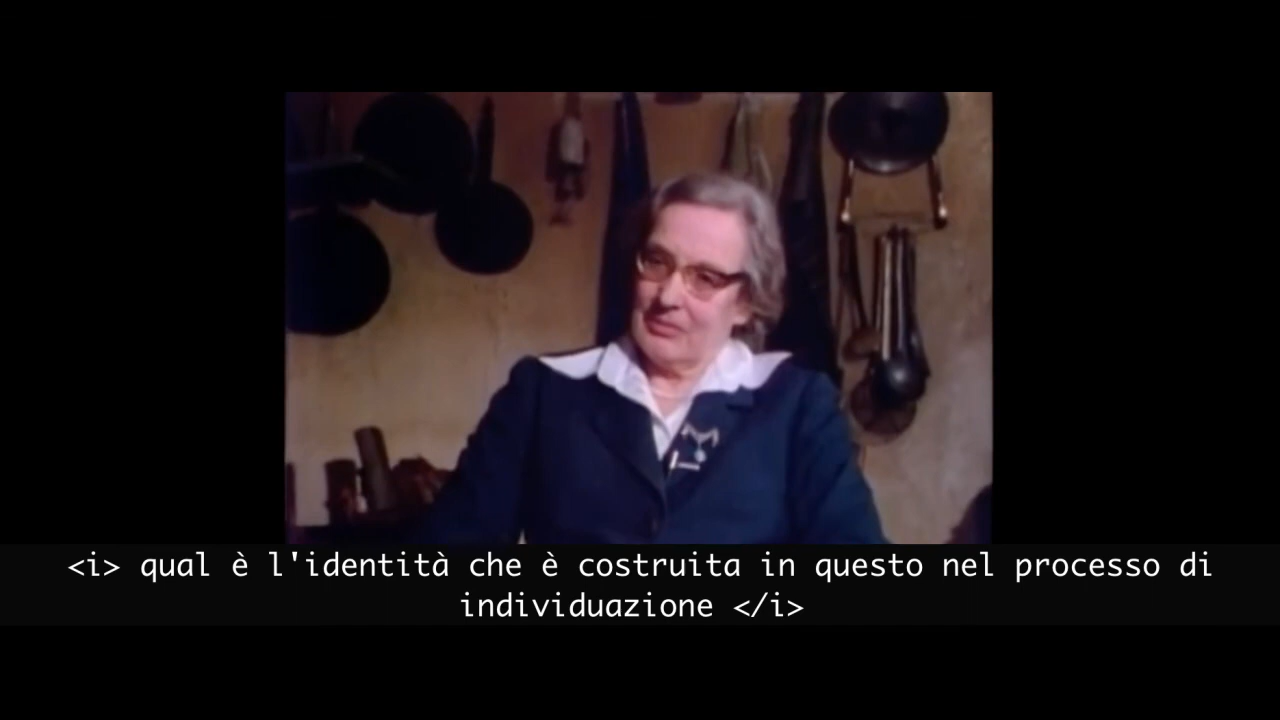 <i> qual è l'identità che è costruita in questo nel processo di
individuazione </i>